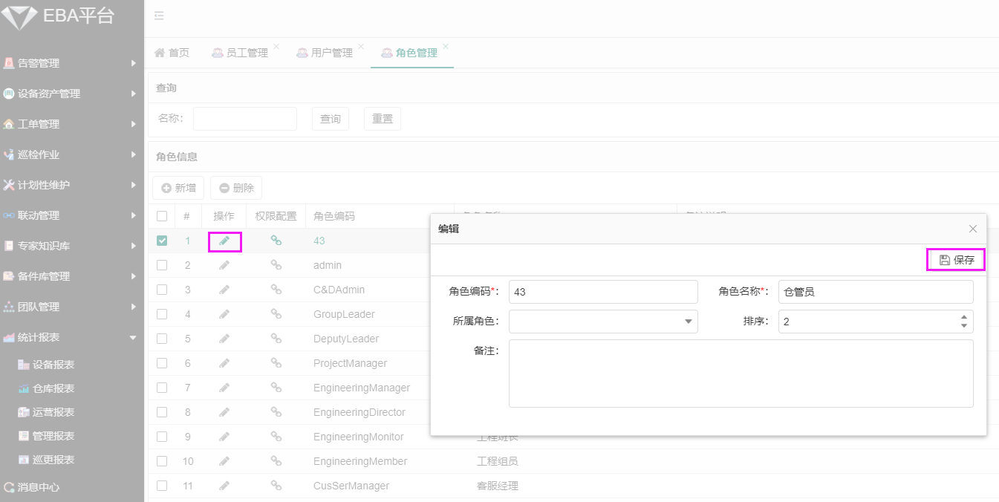 EBA平台
告警管理
设备资产管理
工单管理
巡检作业
计划性维护
联动管理
专家知识库
备件库管理
团队管理
统计报表
设备报表
仓库报表
运营报表
管理报表
巡更报表
消息中心
首页 员工管理 用户管理 角色管理
查询
名称: 查询 重置
角色信息
新增 删除
# 操作 权限配置 角色编码
1 43
2 admin
3 C&DAdmin
4 GroupLeader
5 DeputyLeader
6 ProjectManager
7 EngineeringManager
8 EngineeringDirector
9 EngineeringMonitor 工程班长
10 EngineeringMember 工程组员
11 CusSerManager 客服经理
编辑
保存
角色编码*: 43 角色名称*: 仓管员
所属角色: 排序: 2
备注: